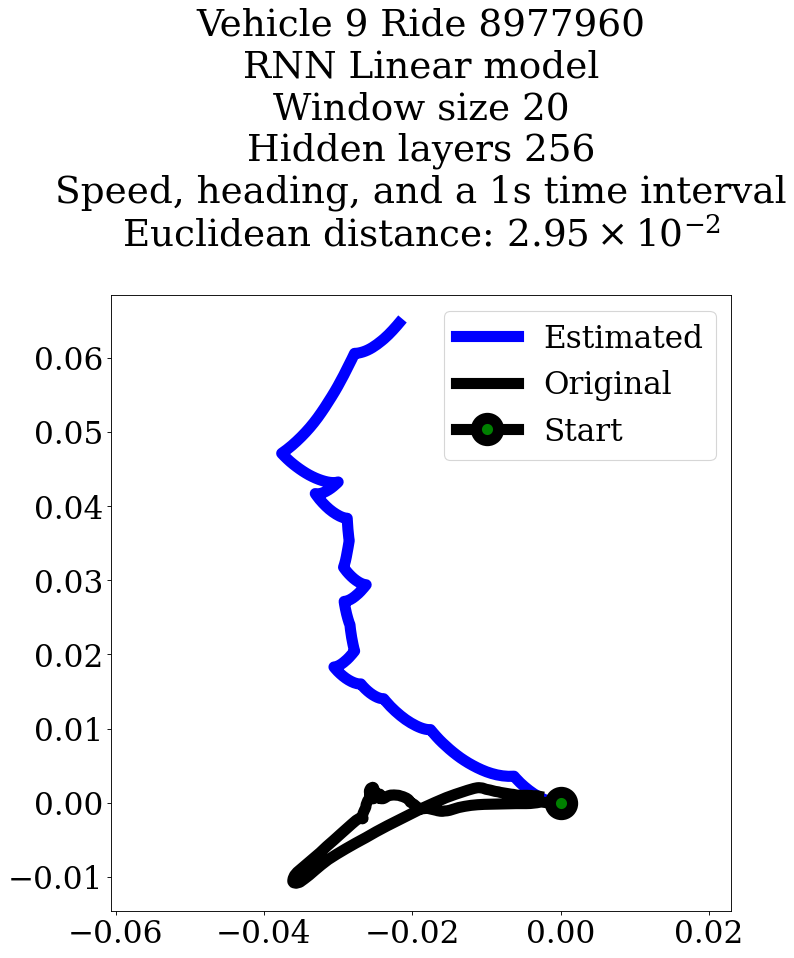 Vehicle 9 Ride 8977960
RNN Linear model
Window size 20
Hidden layers 256
Speed, heading, and a 1s time interval
Euclidean distance: 2.95 × 10⁻²
Estimated
Original
Start
0.06
0.05
0.04
0.03
0.02
0.01
0.00
−0.01
−0.06 −0.04 −0.02 0.00 0.02